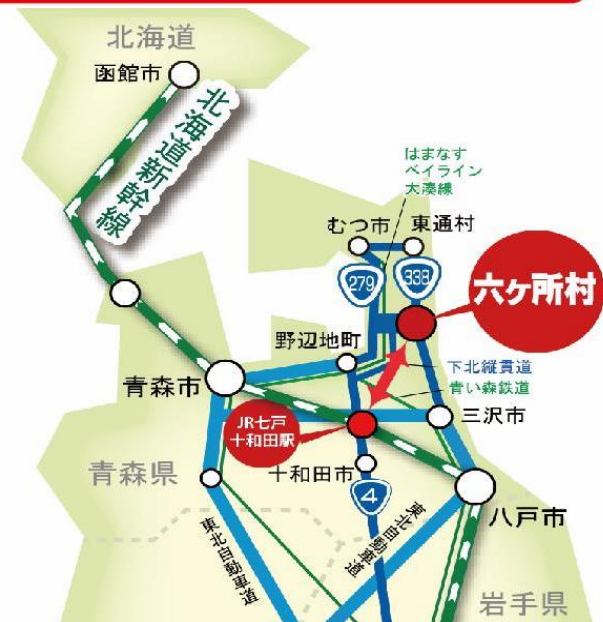 北海道
函館市
北海道新幹線
はまなす
ベイライン
大湊線
むつ市
東通村
279
338
六ヶ所村
野辺地町
下北縦貫道
青い森鉄道
青森市
JR七戸
十和田駅
三沢市
青森県
十和田市
4
八戸市
東北自動車道
東北自動車道
岩手県